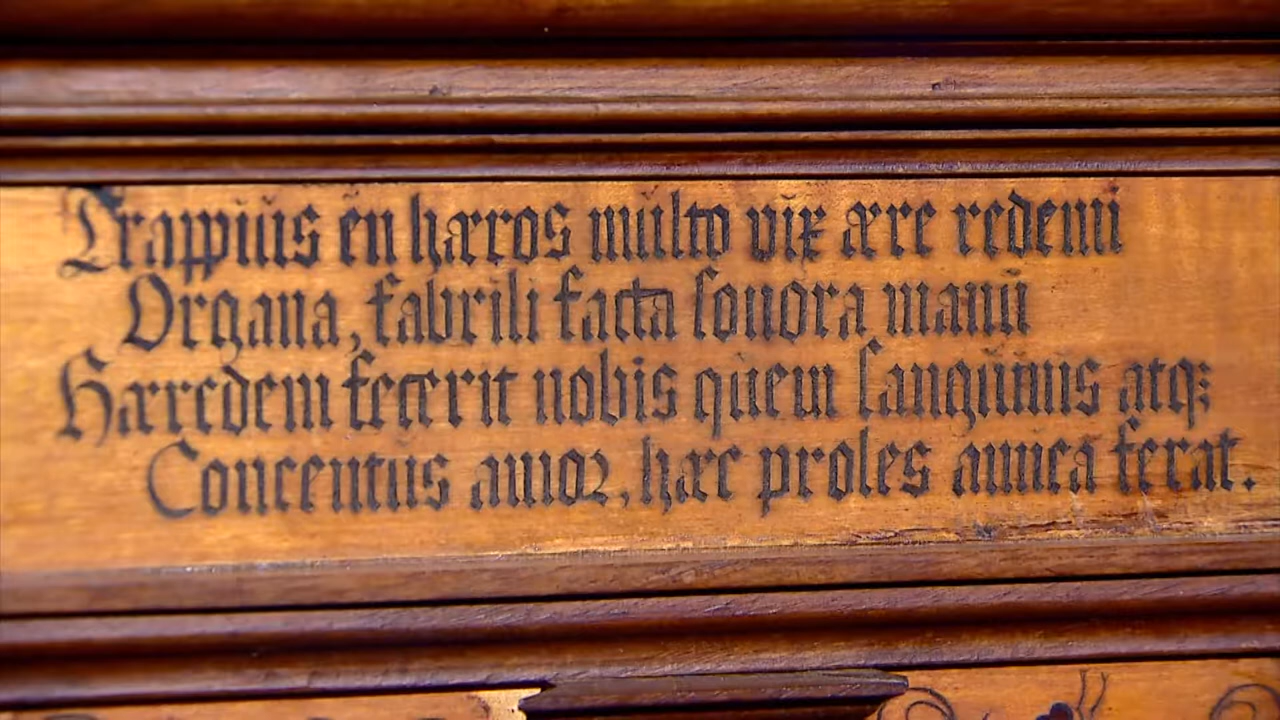 Trappius en hæros multo vix ære redemi
Organa, fabrili facta sonora manu
Hæredem fecerit nobis quem sanguinis atq;
Concentus amor, hæc proles amica ferat.